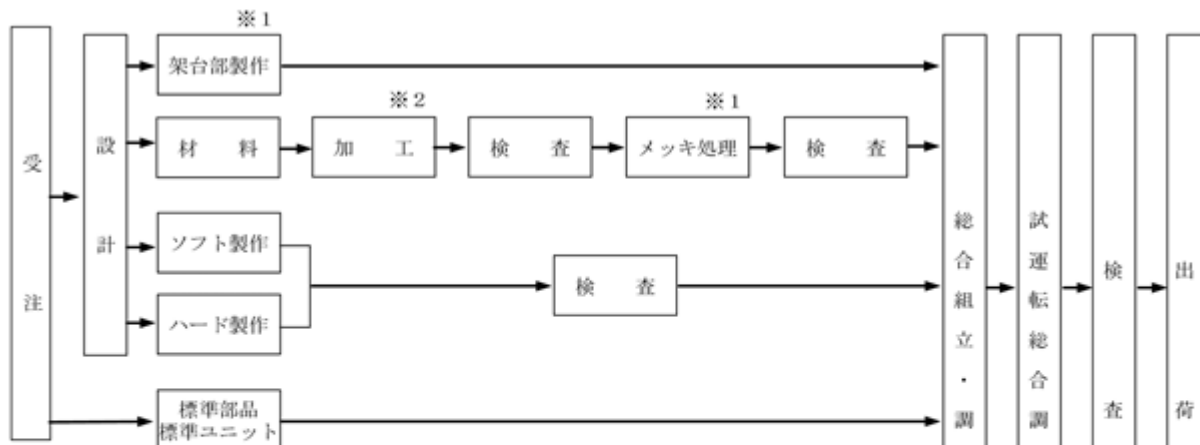 ※1
架台部製作
※2
※1
材 料
加 工
検 査
メッキ処理
検 査
受注
設計
ソフト製作
ハード製作
検 査
標準部品
標準ユニット
総合組立・調
試運転総合調
検査
出荷